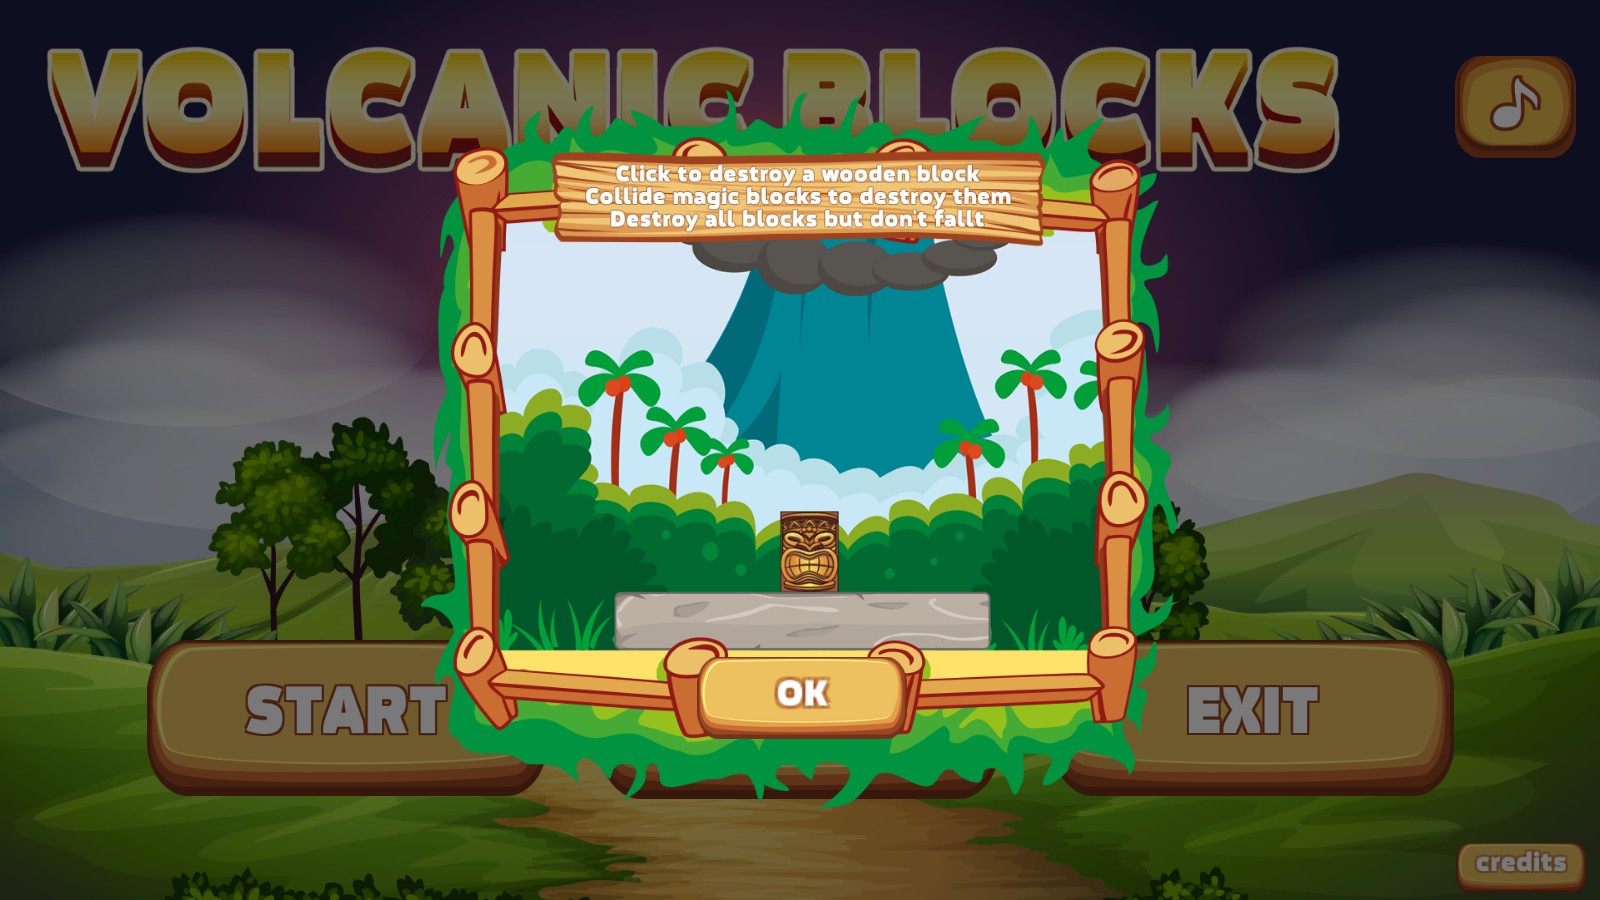 VOLCANIC BLOCKS
Click to destroy a wooden block
Collide magic blocks to destroy them
Destroy all blocks but don't fallt
START
OK
EXIT
credits